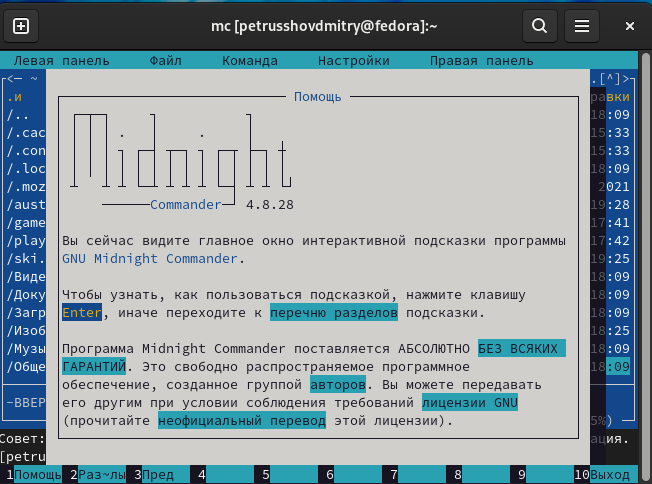 mc [petrusshovdmitry@fedora]:~
Левая панель Файл Команда Настройки Правая панель
<─ ~ .[^]>
.и равки
/.. 18:09
/.cac 15:33
/.con 15:33
/.loc 18:09
/.moz 2021
/aust 19:28
/game 17:41
/play 17:42
/ski. 19:25
/Виде 18:09
/Доку 18:09
/Загр 18:09
/Изоб 18:25
/Музы 18:09
/Обще 18:09
-ВВЕР
5%)
Помощь
Midnight
Commander 4.8.28
Вы сейчас видите главное окно интерактивной подсказки программы
GNU Midnight Commander.
Чтобы узнать, как пользоваться подсказкой, нажмите клавишу
Enter, иначе переходите к перечню разделов подсказки.
Программа Midnight Commander поставляется АБСОЛЮТНО БЕЗ ВСЯКИХ
ГАРАНТИЙ. Это свободно распространяемое программное
обеспечение, созданное группой авторов. Вы можете передавать
его другим при условии соблюдения требований лицензии GNU
(прочитайте неофициальный перевод этой лицензии).
Совет: ация.
[petru
1Помощь 2Раз~лы 3Пред 4 5 6 7 8 9 10Выход